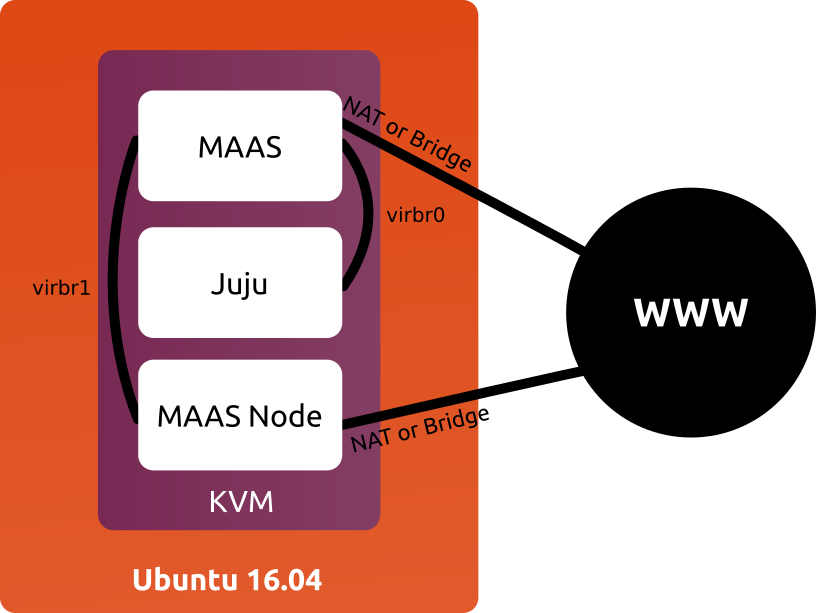 NAT or Bridge
MAAS
virbr0
Juju
virbr1
www
MAAS Node
NAT or Bridge
KVM
Ubuntu 16.04